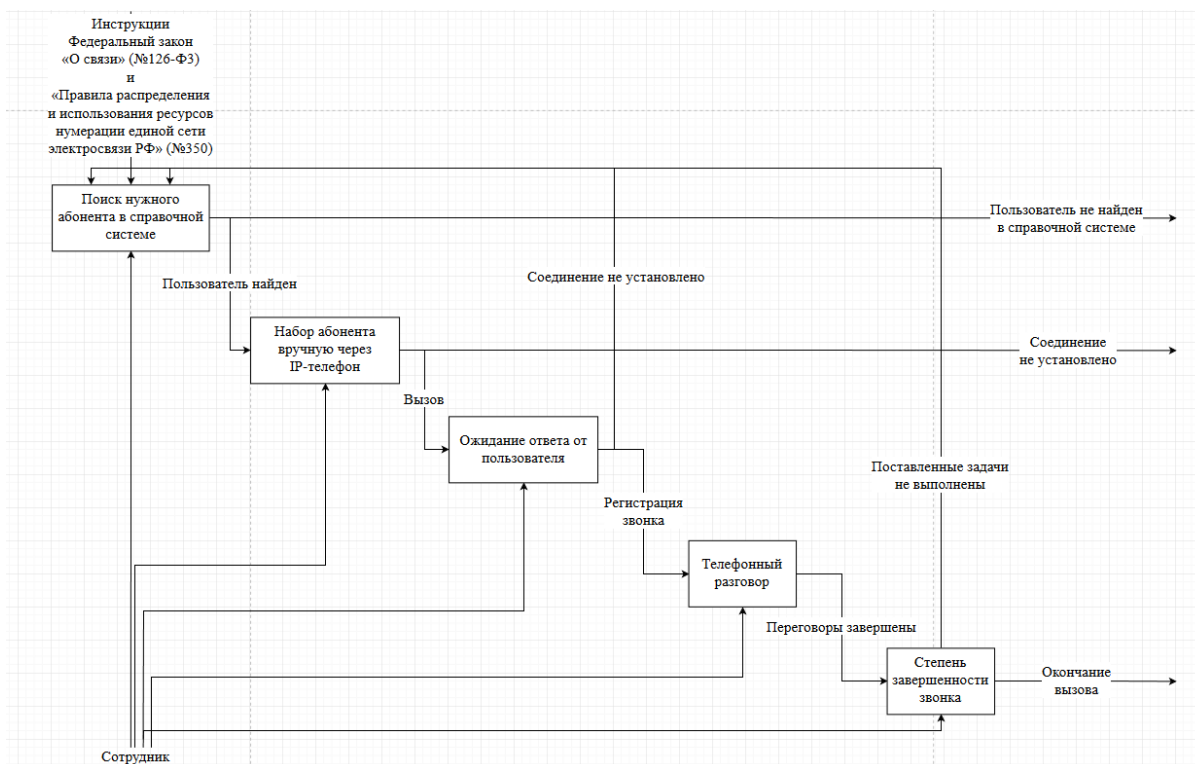 Инструкции
Федеральный закон
«О связи» (№126-ФЗ)
и
«Правила распределения
и использования ресурсов
нумерации единой сети
электросвязи РФ» (№350)
Поиск нужного
абонента в справочной
системе
Пользователь не найден
в справочной системе
Пользователь найден
Соединение не установлено
Набор абонента
вручную через
IP-телефон
Соединение
не установлено
Вызов
Ожидание ответа от
пользователя
Поставленные задачи
не выполнены
Регистрация
звонка
Телефонный
разговор
Переговоры завершены
Степень
завершенности
звонка
Окончание
вызова
Сотрудник